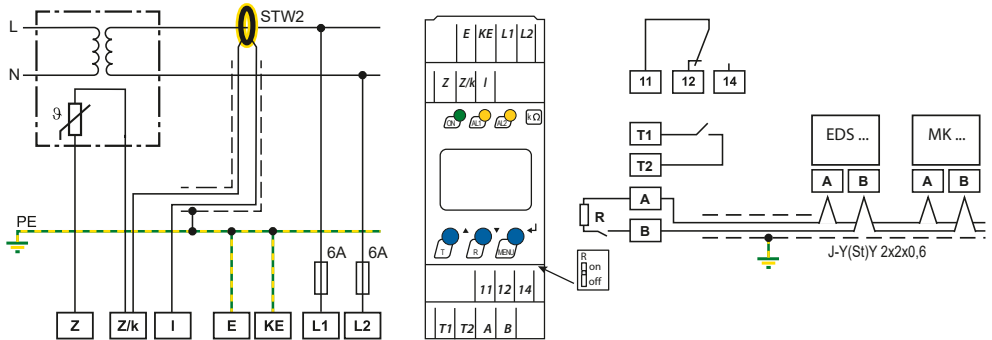 L
N
STW2
ϑ
PE
6A 6A
Z Z/k I E KE L1 L2
E KE L1 L2
Z Z/k I
ON AL1 AL2 kΩ
T R MENU
11 12 14
T1 T2 A B
R
on
off
11 12 14
T1
T2
A
R
B
EDS ... MK ...
A B A B
J-Y(St)Y 2x2x0,6